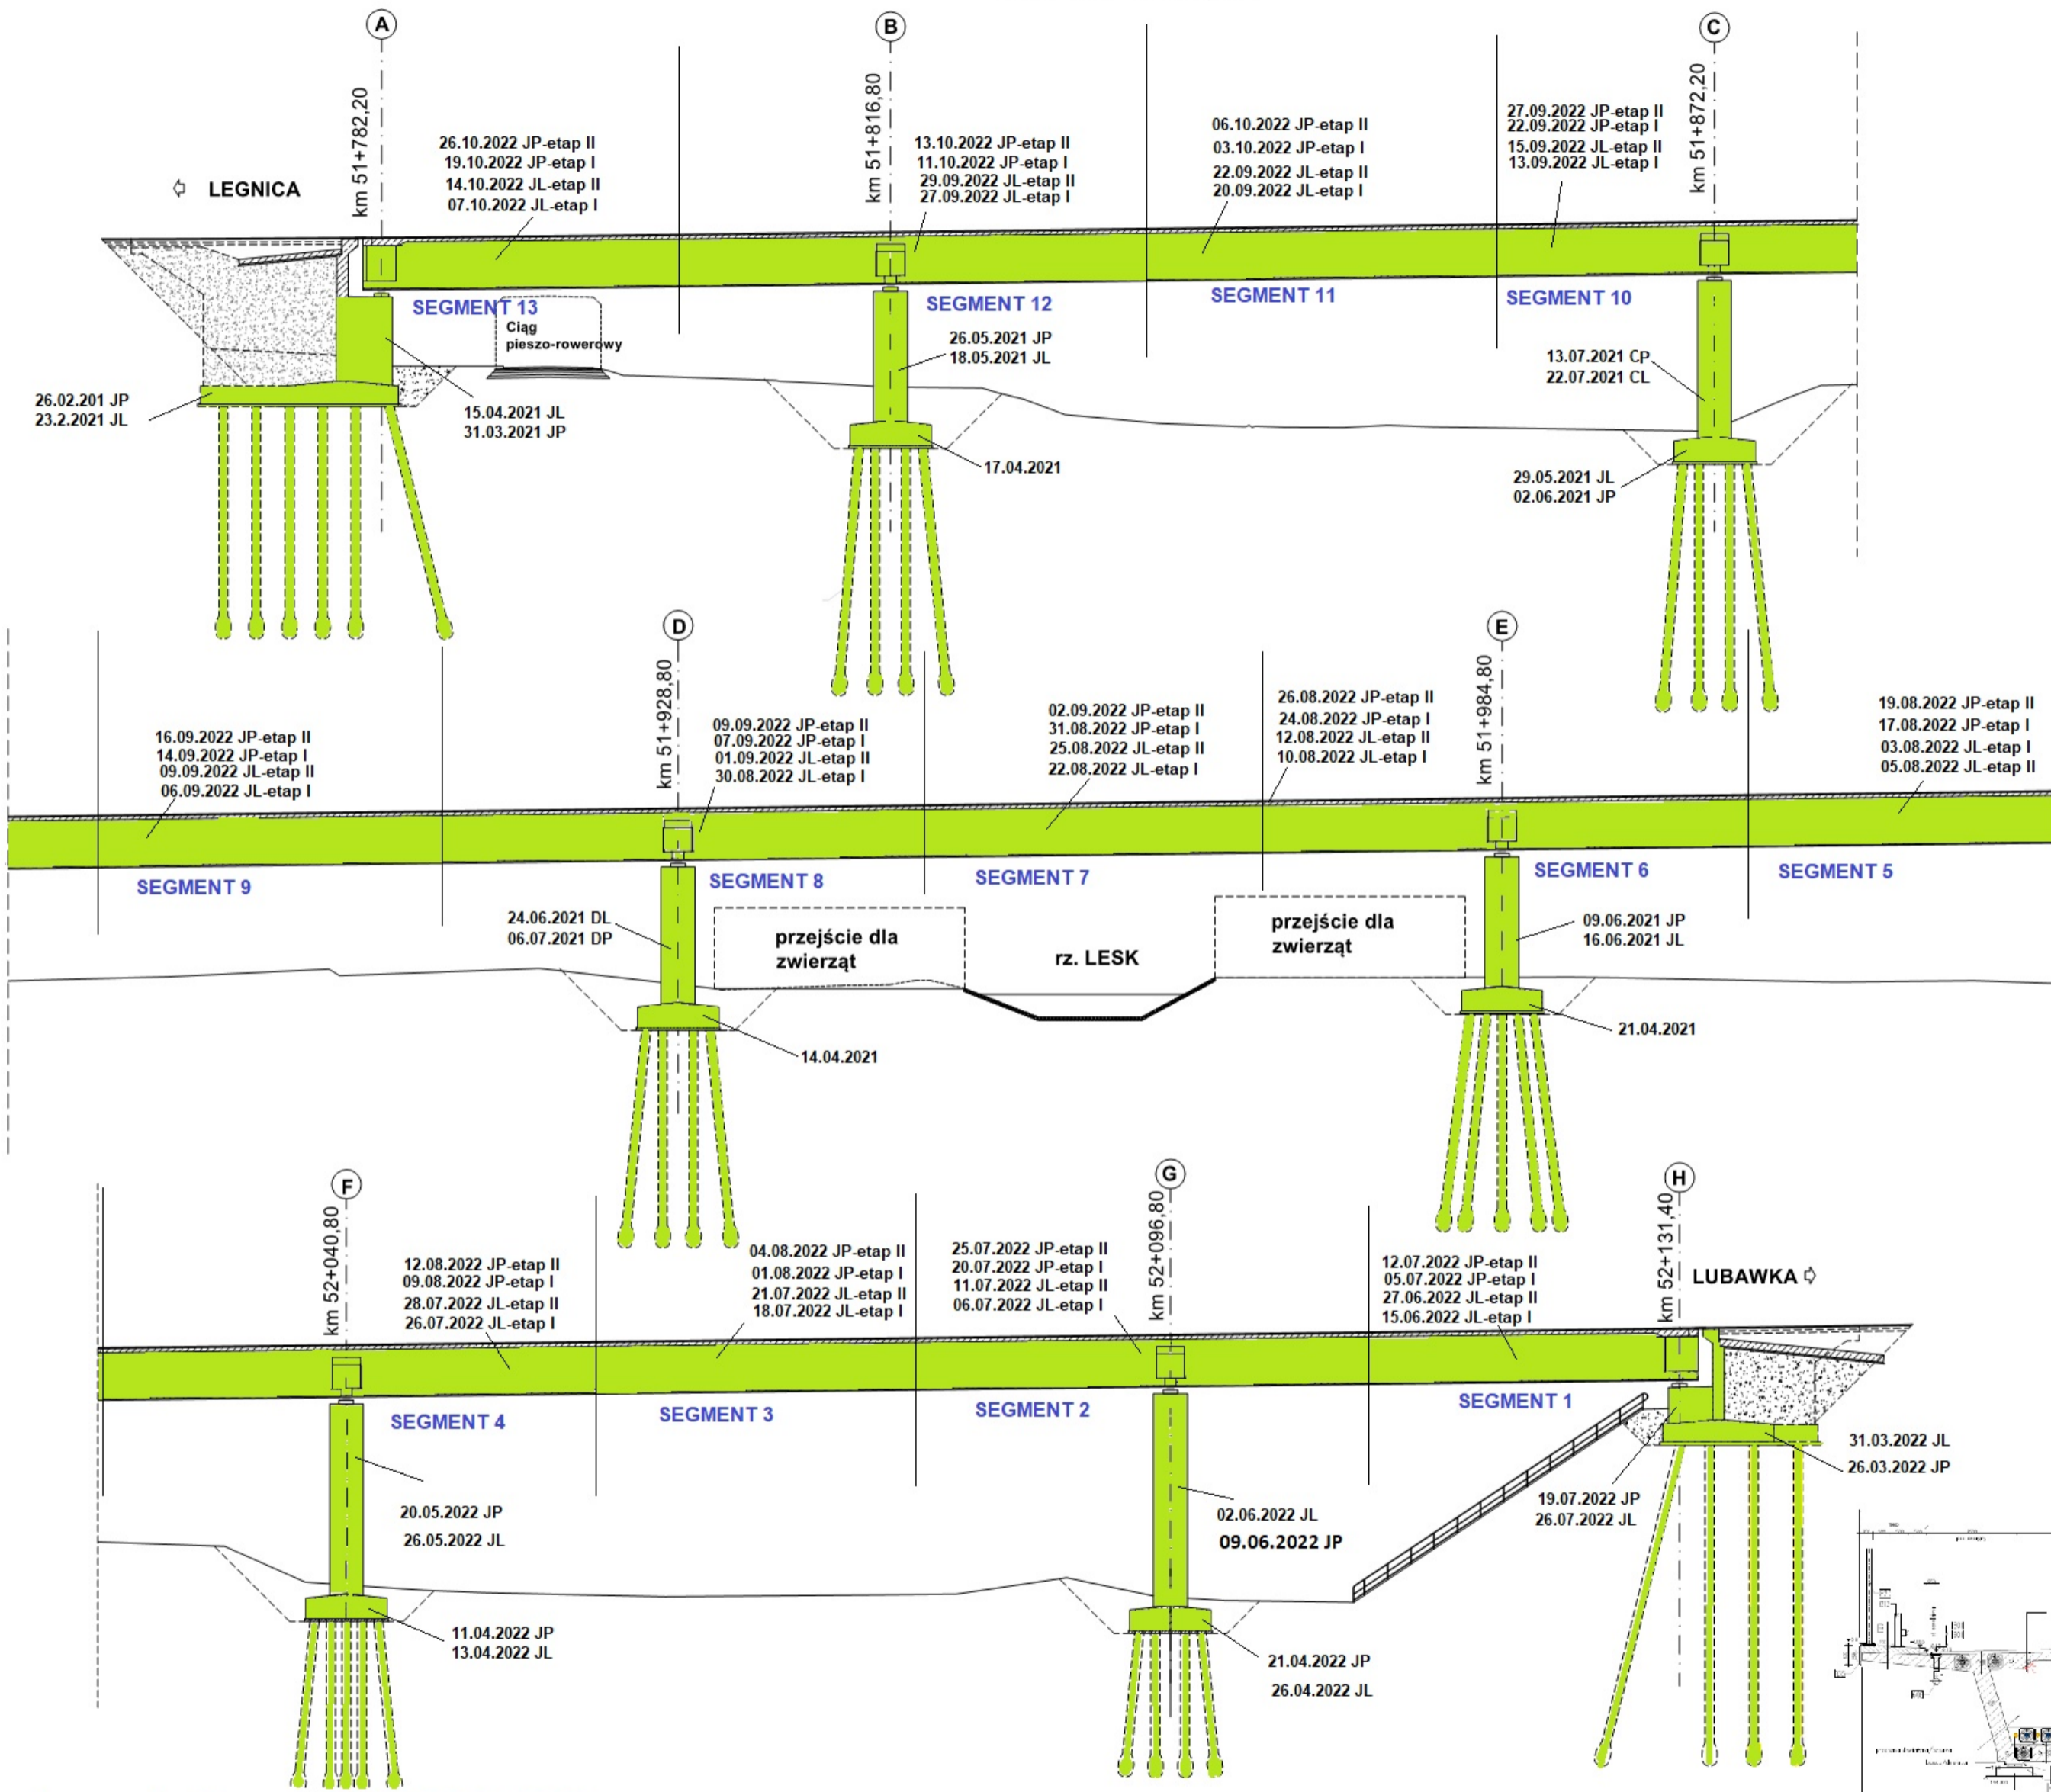 A
B
C
km 51+782,20
km 51+816,80
km 51+872,20
LEGNICA
26.10.2022 JP-etap II
19.10.2022 JP-etap I
14.10.2022 JL-etap II
07.10.2022 JL-etap I
13.10.2022 JP-etap II
11.10.2022 JP-etap I
29.09.2022 JL-etap II
27.09.2022 JL-etap I
06.10.2022 JP-etap II
03.10.2022 JP-etap I
22.09.2022 JL-etap II
20.09.2022 JL-etap I
27.09.2022 JP-etap II
22.09.2022 JP-etap I
15.09.2022 JL-etap II
13.09.2022 JL-etap I
SEGMENT 13
SEGMENT 12
SEGMENT 11
SEGMENT 10
Ciąg
pieszo-rowerowy
26.05.2021 JP
18.05.2021 JL
13.07.2021 CP
22.07.2021 CL
26.02.201 JP
23.2.2021 JL
15.04.2021 JL
31.03.2021 JP
17.04.2021
29.05.2021 JL
02.06.2021 JP
D
E
km 51+928,80
km 51+984,80
16.09.2022 JP-etap II
14.09.2022 JP-etap I
09.09.2022 JL-etap II
06.09.2022 JL-etap I
09.09.2022 JP-etap II
07.09.2022 JP-etap I
01.09.2022 JL-etap II
30.08.2022 JL-etap I
02.09.2022 JP-etap II
31.08.2022 JP-etap I
25.08.2022 JL-etap II
22.08.2022 JL-etap I
26.08.2022 JP-etap II
24.08.2022 JP-etap I
12.08.2022 JL-etap II
10.08.2022 JL-etap I
19.08.2022 JP-etap II
17.08.2022 JP-etap I
03.08.2022 JL-etap I
05.08.2022 JL-etap II
SEGMENT 9
SEGMENT 8
SEGMENT 7
SEGMENT 6
SEGMENT 5
24.06.2021 DL
06.07.2021 DP
przejście dla
zwierząt
rz. LESK
przejście dla
zwierząt
09.06.2021 JP
16.06.2021 JL
14.04.2021
21.04.2021
F
G
H
km 52+040,80
km 52+096,80
km 52+131,40
LUBAWKA
12.08.2022 JP-etap II
09.08.2022 JP-etap I
28.07.2022 JL-etap II
26.07.2022 JL-etap I
04.08.2022 JP-etap II
01.08.2022 JP-etap I
21.07.2022 JL-etap II
18.07.2022 JL-etap I
25.07.2022 JP-etap II
20.07.2022 JP-etap I
11.07.2022 JL-etap II
06.07.2022 JL-etap I
12.07.2022 JP-etap II
05.07.2022 JP-etap I
27.06.2022 JL-etap II
15.06.2022 JL-etap I
SEGMENT 4
SEGMENT 3
SEGMENT 2
SEGMENT 1
20.05.2022 JP
26.05.2022 JL
02.06.2022 JL
09.06.2022 JP
31.03.2022 JL
26.03.2022 JP
19.07.2022 JP
26.07.2022 JL
11.04.2022 JP
13.04.2022 JL
21.04.2022 JP
26.04.2022 JL